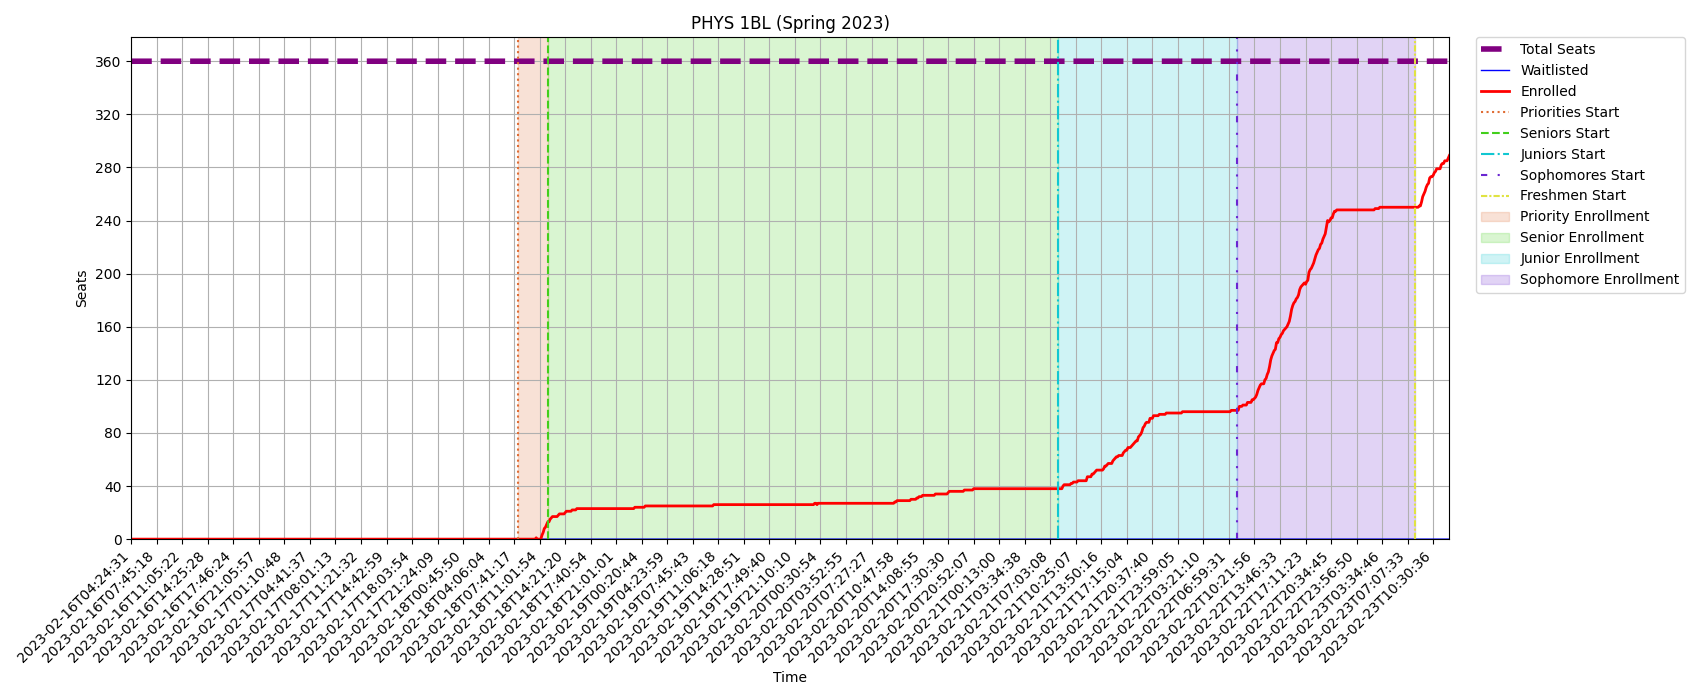 PHYS 1BL (Spring 2023)
Seats
360
320
280
240
200
160
120
80
40
0
2023-02-16T04:24:31
2023-02-16T07:45:18
2023-02-16T11:05:22
2023-02-16T14:25:28
2023-02-16T17:46:24
2023-02-16T21:05:57
2023-02-17T01:10:48
2023-02-17T04:41:37
2023-02-17T08:01:13
2023-02-17T11:21:32
2023-02-17T14:42:59
2023-02-17T18:03:54
2023-02-17T21:24:09
2023-02-18T00:45:50
2023-02-18T04:06:04
2023-02-18T07:41:17
2023-02-18T11:01:54
2023-02-18T14:21:20
2023-02-18T17:40:54
2023-02-18T21:01:01
2023-02-19T00:20:44
2023-02-19T04:23:59
2023-02-19T07:45:43
2023-02-19T11:06:18
2023-02-19T14:28:51
2023-02-19T17:49:40
2023-02-19T21:10:10
2023-02-20T00:30:54
2023-02-20T03:52:55
2023-02-20T07:27:27
2023-02-20T10:47:58
2023-02-20T14:08:55
2023-02-20T17:30:30
2023-02-20T20:52:07
2023-02-21T00:13:00
2023-02-21T03:34:38
2023-02-21T07:03:08
2023-02-21T10:25:07
2023-02-21T13:50:16
2023-02-21T17:15:04
2023-02-21T20:37:40
2023-02-21T23:59:05
2023-02-22T03:21:10
2023-02-22T06:59:31
2023-02-22T10:21:56
2023-02-22T13:46:33
2023-02-22T17:11:23
2023-02-22T20:34:45
2023-02-22T23:56:50
2023-02-23T03:34:46
2023-02-23T07:07:33
2023-02-23T10:30:36
Time
Total Seats
Waitlisted
Enrolled
Priorities Start
Seniors Start
Juniors Start
Sophomores Start
Freshmen Start
Priority Enrollment
Senior Enrollment
Junior Enrollment
Sophomore Enrollment